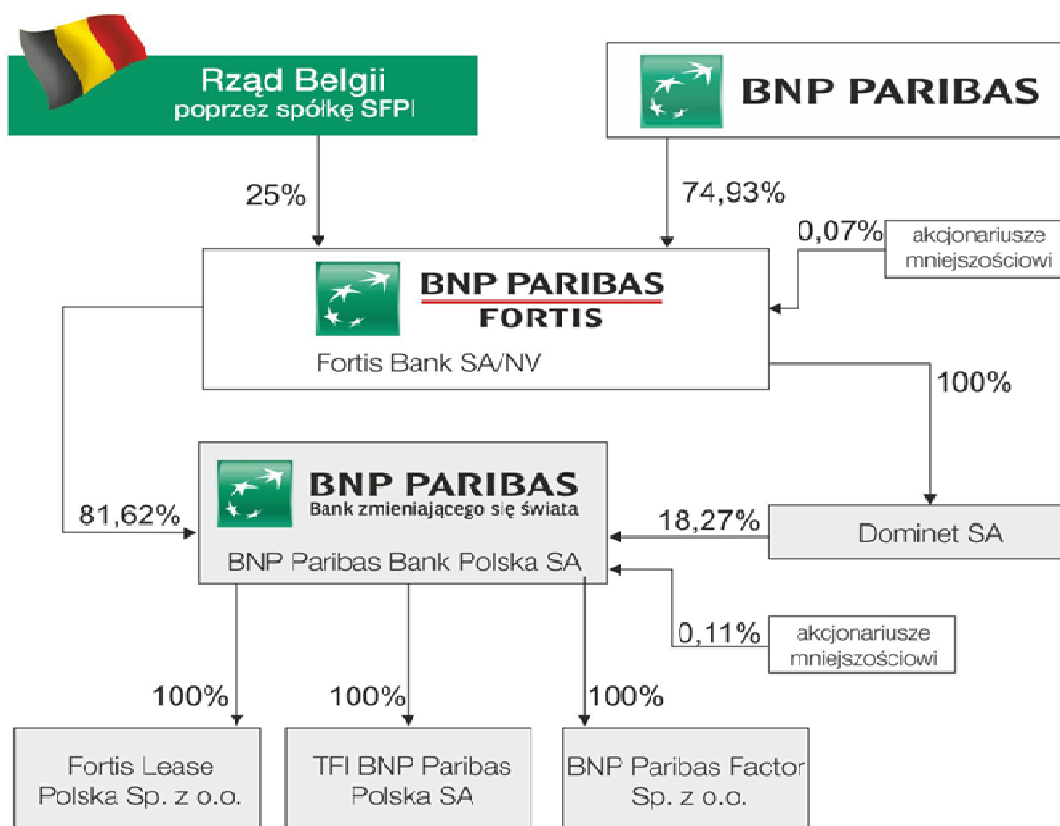 Rząd Belgii
poprzez spółkę SFPI
BNP PARIBAS
25%
74,93%
0,07%
akcjonariusze
mniejszościowi
BNP PARIBAS
FORTIS
Fortis Bank SA/NV
100%
BNP PARIBAS
Bank zmieniającego się świata
BNP Paribas Bank Polska SA
81,62%
18,27%
Dominet SA
0,11%
akcjonariusze
mniejszościowi
100%
100%
100%
Fortis Lease
Polska Sp. z o.o.
TFI BNP Paribas
Polska SA
BNP Paribas Factor
Sp. z o.o.